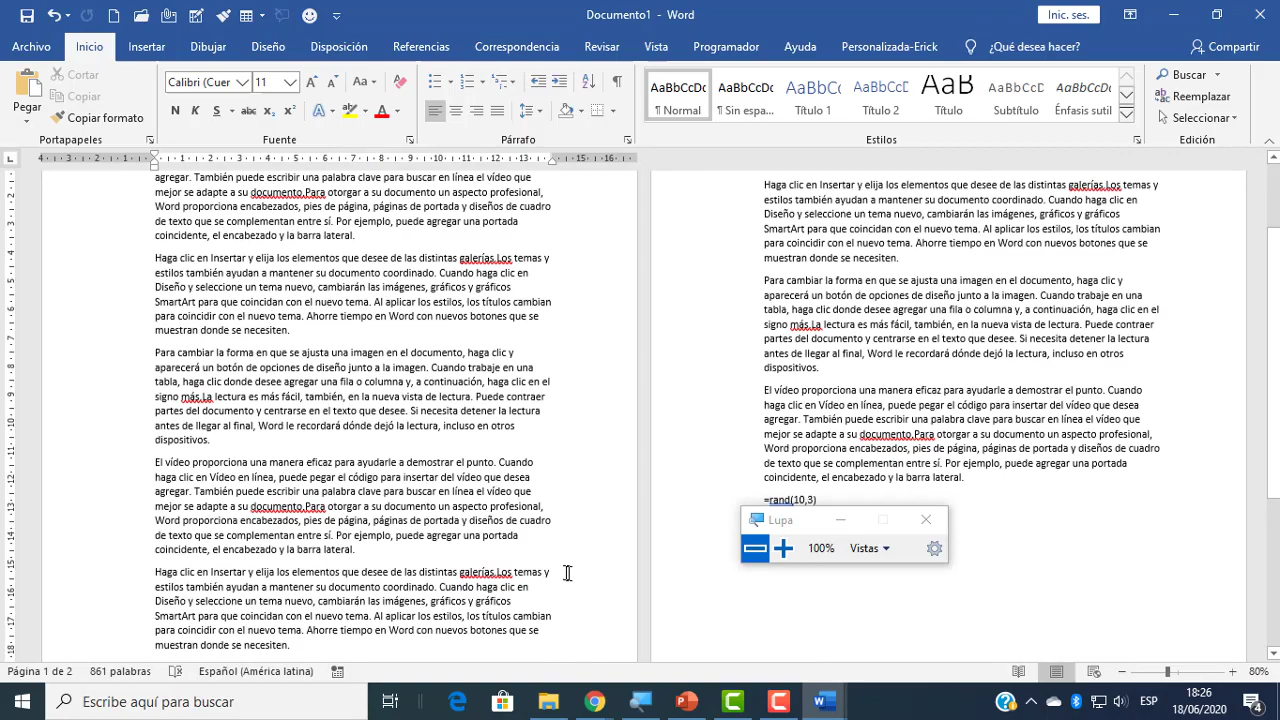 Documento1 - Word
Inic. ses.
Archivo Inicio Insertar Dibujar Diseño Disposición Referencias Correspondencia Revisar Vista Programador Ayuda Personalizada-Erick ¿Qué desea hacer? Compartir
Pegar
Cortar
Copiar
Copiar formato
Portapapeles
Calibri (Cuer 11
N K S abc x₂ x²
Fuente
Párrafo
AaBbCcDc AaBbCcDc AaBbC AaBbCcD AaB AaBbCcD AaBbCcDc
¶ Normal ¶ Sin espa... Título 1 Título 2 Título Subtítulo Énfasis sutil
Estilos
Buscar
Reemplazar
Seleccionar
Edición
agregar. También puede escribir una palabra clave para buscar en línea el vídeo que
mejor se adapte a su documento.Para otorgar a su documento un aspecto profesional,
Word proporciona encabezados, pies de página, páginas de portada y diseños de cuadro
de texto que se complementan entre sí. Por ejemplo, puede agregar una portada
coincidente, el encabezado y la barra lateral.
Haga clic en Insertar y elija los elementos que desee de las distintas galerías.Los temas y
estilos también ayudan a mantener su documento coordinado. Cuando haga clic en
Diseño y seleccione un tema nuevo, cambiarán las imágenes, gráficos y gráficos
SmartArt para que coincidan con el nuevo tema. Al aplicar los estilos, los títulos cambian
para coincidir con el nuevo tema. Ahorre tiempo en Word con nuevos botones que se
muestran donde se necesiten.
Para cambiar la forma en que se ajusta una imagen en el documento, haga clic y
aparecerá un botón de opciones de diseño junto a la imagen. Cuando trabaje en una
tabla, haga clic donde desee agregar una fila o columna y, a continuación, haga clic en el
signo más.La lectura es más fácil, también, en la nueva vista de lectura. Puede contraer
partes del documento y centrarse en el texto que desee. Si necesita detener la lectura
antes de llegar al final, Word le recordará dónde dejó la lectura, incluso en otros
dispositivos.
El vídeo proporciona una manera eficaz para ayudarle a demostrar el punto. Cuando
haga clic en Vídeo en línea, puede pegar el código para insertar del vídeo que desea
agregar. También puede escribir una palabra clave para buscar en línea el vídeo que
mejor se adapte a su documento.Para otorgar a su documento un aspecto profesional,
Word proporciona encabezados, pies de página, páginas de portada y diseños de cuadro
de texto que se complementan entre sí. Por ejemplo, puede agregar una portada
coincidente, el encabezado y la barra lateral.
Haga clic en Insertar y elija los elementos que desee de las distintas galerías.Los temas y
estilos también ayudan a mantener su documento coordinado. Cuando haga clic en
Diseño y seleccione un tema nuevo, cambiarán las imágenes, gráficos y gráficos
SmartArt para que coincidan con el nuevo tema. Al aplicar los estilos, los títulos cambian
para coincidir con el nuevo tema. Ahorre tiempo en Word con nuevos botones que se
muestran donde se necesiten.
Haga clic en Insertar y elija los elementos que desee de las distintas galerías.Los temas y
estilos también ayudan a mantener su documento coordinado. Cuando haga clic en
Diseño y seleccione un tema nuevo, cambiarán las imágenes, gráficos y gráficos
SmartArt para que coincidan con el nuevo tema. Al aplicar los estilos, los títulos cambian
para coincidir con el nuevo tema. Ahorre tiempo en Word con nuevos botones que se
muestran donde se necesiten.
Para cambiar la forma en que se ajusta una imagen en el documento, haga clic y
aparecerá un botón de opciones de diseño junto a la imagen. Cuando trabaje en una
tabla, haga clic donde desee agregar una fila o columna y, a continuación, haga clic en el
signo más.La lectura es más fácil, también, en la nueva vista de lectura. Puede contraer
partes del documento y centrarse en el texto que desee. Si necesita detener la lectura
antes de llegar al final, Word le recordará dónde dejó la lectura, incluso en otros
dispositivos.
El vídeo proporciona una manera eficaz para ayudarle a demostrar el punto. Cuando
haga clic en Vídeo en línea, puede pegar el código para insertar del vídeo que desea
agregar. También puede escribir una palabra clave para buscar en línea el vídeo que
mejor se adapte a su documento.Para otorgar a su documento un aspecto profesional,
Word proporciona encabezados, pies de página, páginas de portada y diseños de cuadro
de texto que se complementan entre sí. Por ejemplo, puede agregar una portada
coincidente, el encabezado y la barra lateral.
=rand(10,3)
Lupa
100% Vistas
Página 1 de 2 861 palabras Español (América latina) 80%
Escribe aquí para buscar
ESP
18:26
18/06/2020
4